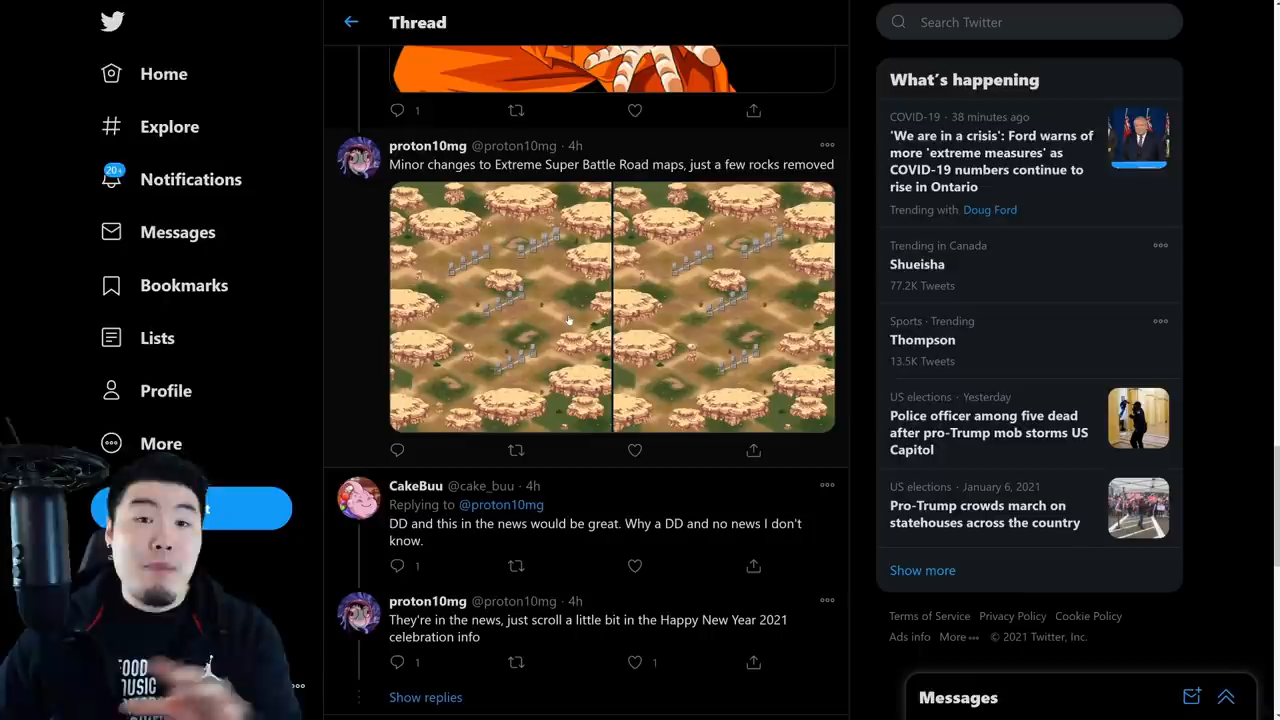 Home
Explore
20+
Notifications
Messages
Bookmarks
Lists
Profile
More
FOOD
MUSIC
Thread
1
proton10mg @proton10mg · 4h
Minor changes to Extreme Super Battle Road maps, just a few rocks removed
CakeBuu @cake_buu · 4h
Replying to @proton10mg
DD and this in the news would be great. Why a DD and no news I don't
know.
1
proton10mg @proton10mg · 4h
They're in the news, just scroll a little bit in the Happy New Year 2021
celebration info
1
1
Show replies
Search Twitter
What's happening
COVID-19 · 38 minutes ago
'We are in a crisis': Ford warns of
more 'extreme measures' as
COVID-19 numbers continue to
rise in Ontario
Trending with Doug Ford
Trending in Canada
Shueisha
77.2K Tweets
Sports · Trending
Thompson
13.5K Tweets
US elections · Yesterday
Police officer among five dead
after pro-Trump mob storms US
Capitol
US elections · January 6, 2021
Pro-Trump crowds march on
statehouses across the country
Show more
Terms of Service Privacy Policy Cookie Policy
Ads info More © 2021 Twitter, Inc.
Messages